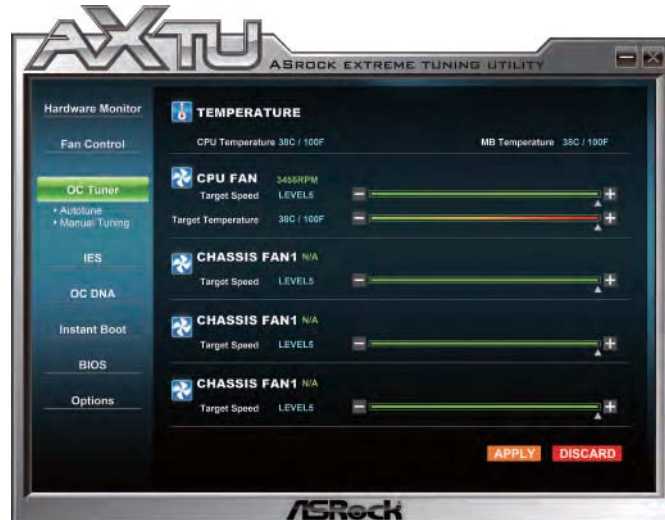 AXTU
ASROCK EXTREME TUNING UTILITY
Hardware Monitor
Fan Control
OC Tuner
• Autotune
• Manual Tuning
IES
OC DNA
Instant Boot
BIOS
Options
TEMPERATURE
CPU Temperature 38C / 100F
MB Temperature 38C / 100F
CPU FAN 3455RPM
Target Speed LEVEL5
Target Temperature 38C / 100F
CHASSIS FAN1 N/A
Target Speed LEVEL5
CHASSIS FAN1 N/A
Target Speed LEVEL5
CHASSIS FAN1 N/A
Target Speed LEVEL5
APPLY DISCARD
ASRock